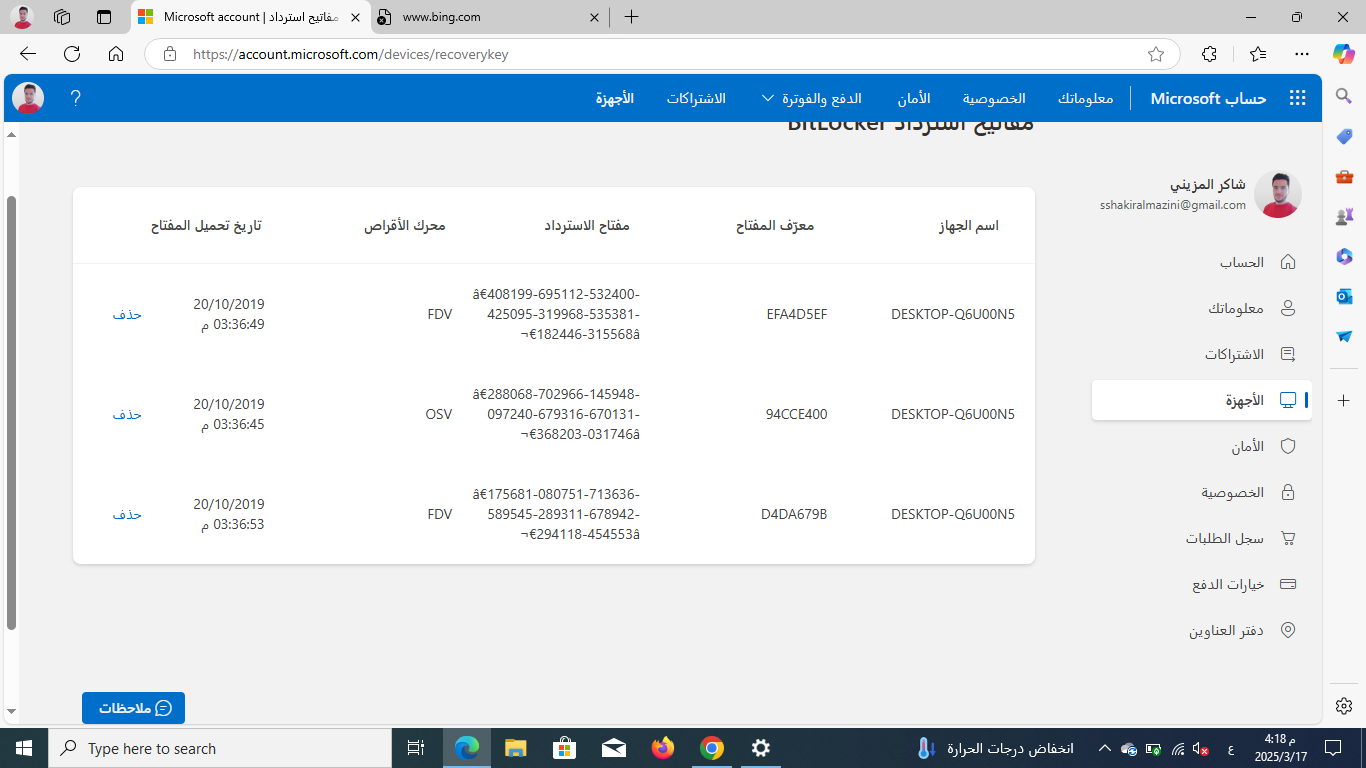 Microsoft account | مفاتيح استرداد
www.bing.com
https://account.microsoft.com/devices/recoverykey
حساب Microsoft
معلوماتك
الخصوصية
الأمان
الدفع والفوترة
الاشتراكات
الأجهزة
?
مفاتيح استرداد BitLocker
شاكر المزيني
sshakiralmazini@gmail.com
الحساب
معلوماتك
الاشتراكات
الأجهزة
الأمان
الخصوصية
سجل الطلبات
خيارات الدفع
دفتر العناوين
اسم الجهاز معرّف المفتاح مفتاح الاسترداد محرك الأقراص تاريخ تحميل المفتاح
DESKTOP-Q6U00N5
EFA4D5EF
â€408199-695112-532400-
425095-319968-535381-
¬€182446-315568â
FDV
20/10/2019
03:36:49 م
حذف
DESKTOP-Q6U00N5
94CCE400
â€288068-702966-145948-
097240-679316-670131-
¬€368203-031746â
OSV
20/10/2019
03:36:45 م
حذف
DESKTOP-Q6U00N5
D4DA679B
â€175681-080751-713636-
589545-289311-678942-
¬€294118-454553â
FDV
20/10/2019
03:36:53 م
حذف
ملاحظات
Type here to search
انخفاض درجات الحرارة
ع
4:18 م
2025/3/17